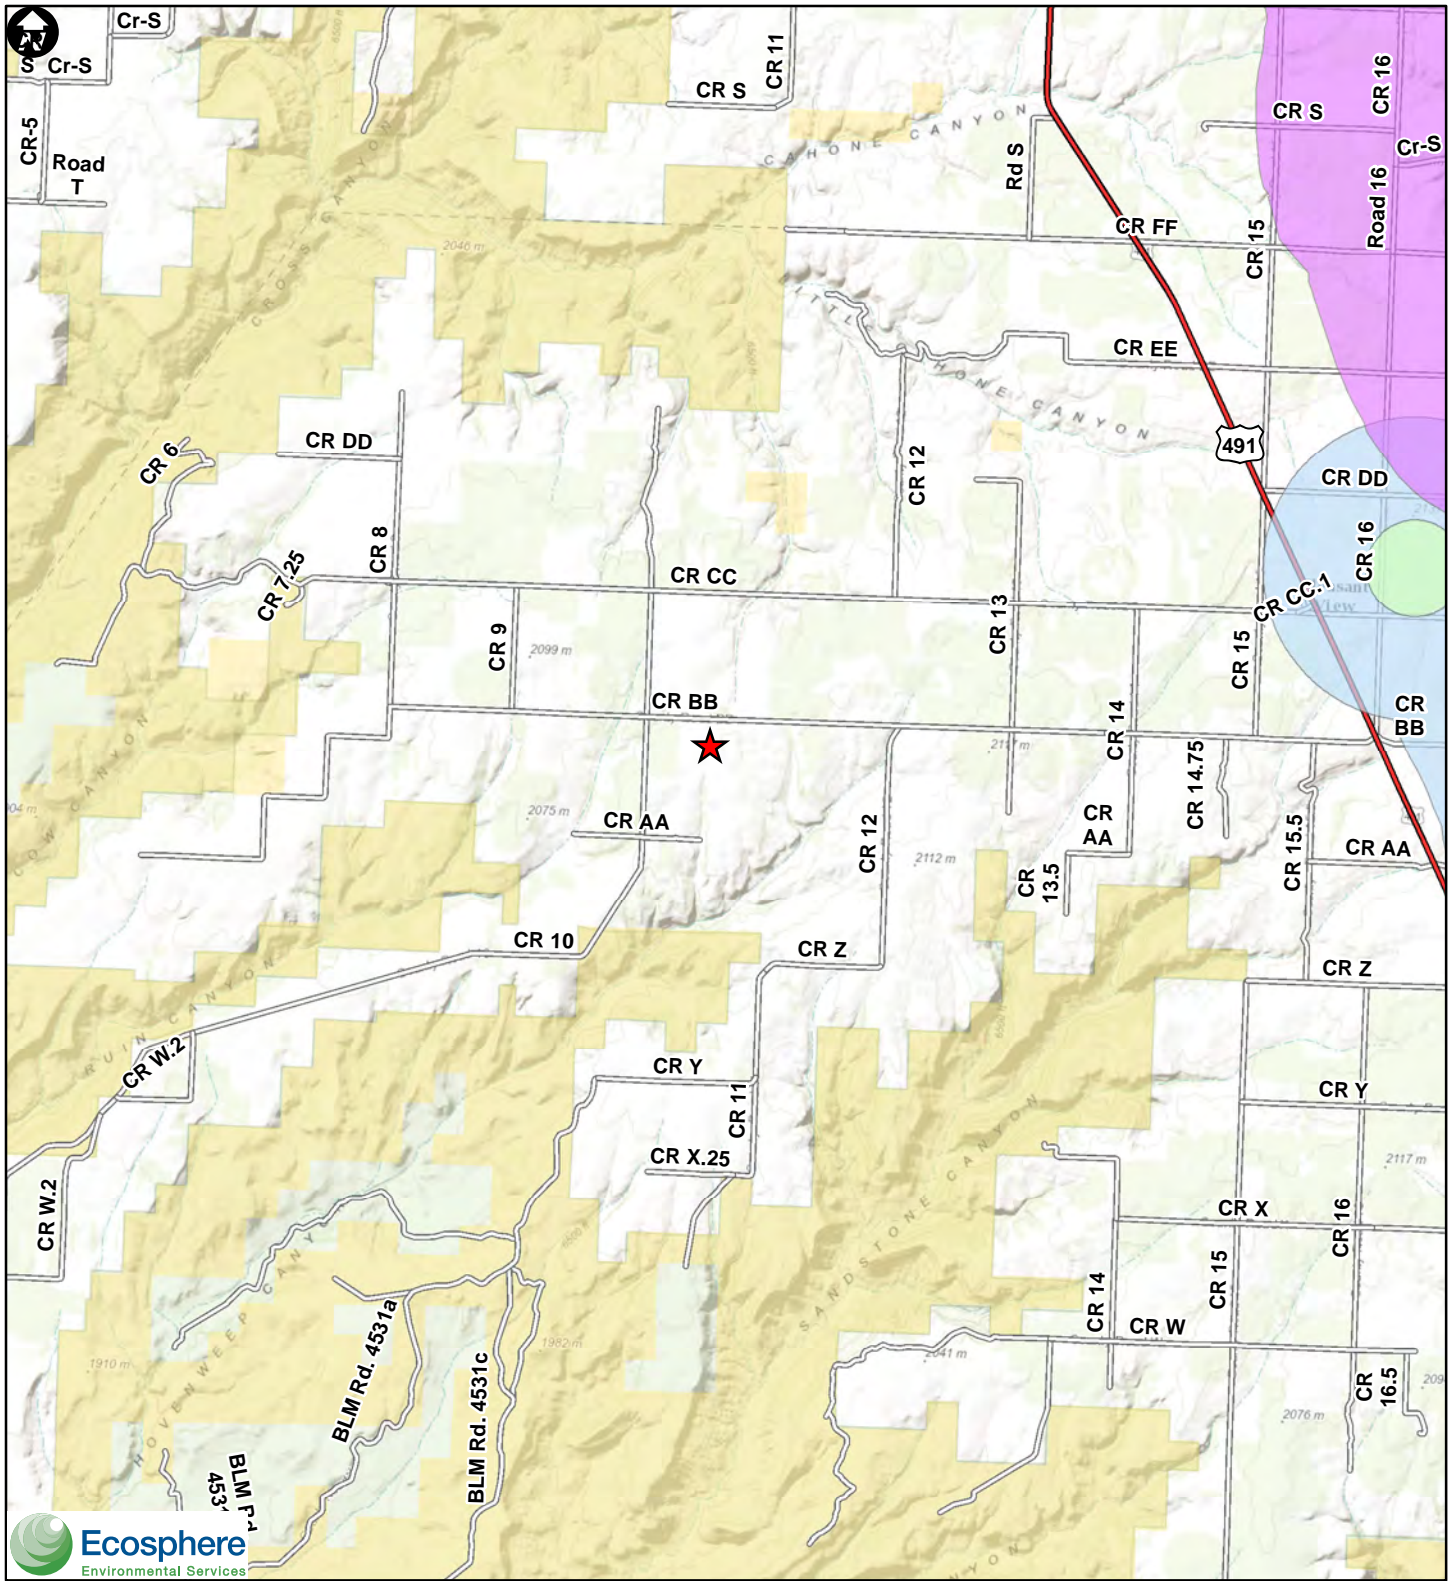 N
Cr-S
S
Cr-S
CR-5
Road
T
CR S
CR 11
CAHONE CANYON
Rd S
CR FF
CR 15
CR S
CR 16
Cr-S
Road 16
CROSS CANYON
2046 m
CR EE
491
CR DD
CR 6
CR 8
CR 12
CR DD
CR 16
CR 7.25
CR CC
CR CC.1
View
CR 13
CR 9
2099 m
CR 15
CR BB
CR 14
CR
BB
CR 14.75
2075 m
CR AA
CR 12
2112 m
CR
AA
CR
13.5
CR 15.5
CR AA
CR 10
CR Z
CR Z
RUIN CANYON
CR W.2
CR Y
CR 11
CR Y
CR X.25
SANDSTONE CANYON
2117 m
CR W.2
CR X
CR 16
CR 15
CR 14
CR W
HOVENWEEP CANY
1910 m
BLM Rd. 4531a
1982 m
BLM Rd. 4531c
2041 m
CR
16.5
2076 m
BLM Rd
453
Ecosphere
Environmental Services